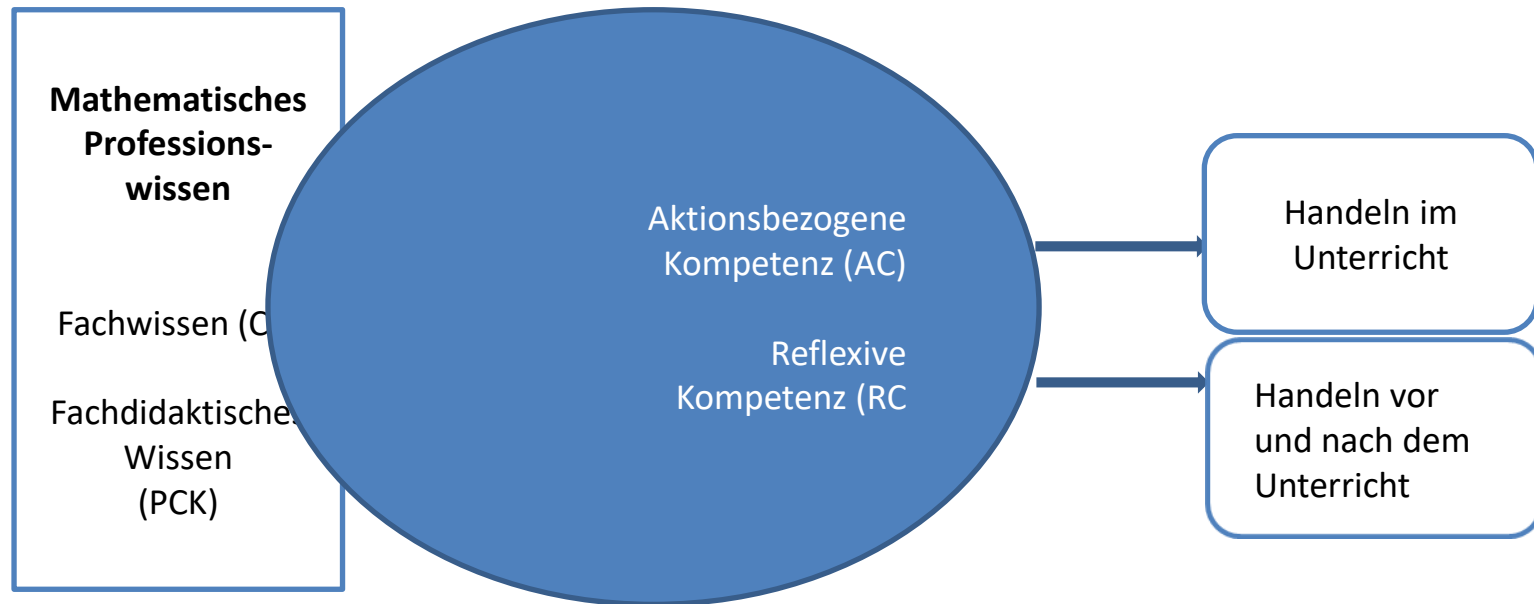 Mathematisches
Professions-
wissen
Fachwissen (C
Fachdidaktisches
Wissen
(PCK)
Aktionsbezogene
Kompetenz (AC)
Reflexive
Kompetenz (RC
Handeln im
Unterricht
Handeln vor
und nach dem
Unterricht